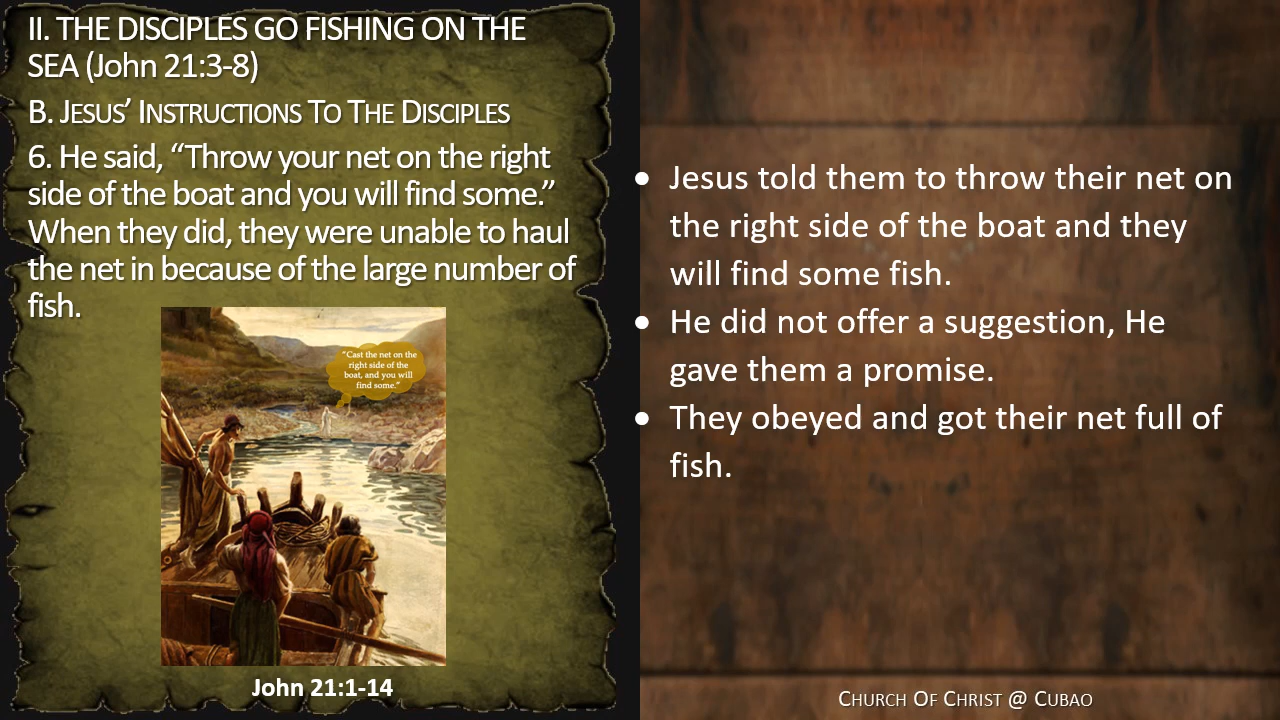 II. THE DISCIPLES GO FISHING ON THE
SEA (John 21:3-8)
B. JESUS’ INSTRUCTIONS TO THE DISCIPLES
6. He said, “Throw your net on the right
side of the boat and you will find some.”
When they did, they were unable to haul
the net in because of the large number of
fish.
“Cast the net on the
right side of the
boat, and you will
find some.”
John 21:1-14
• Jesus told them to throw their net on
the right side of the boat and they
will find some fish.
• He did not offer a suggestion, He
gave them a promise.
• They obeyed and got their net full of
fish.
CHURCH OF CHRIST @ CUBAO